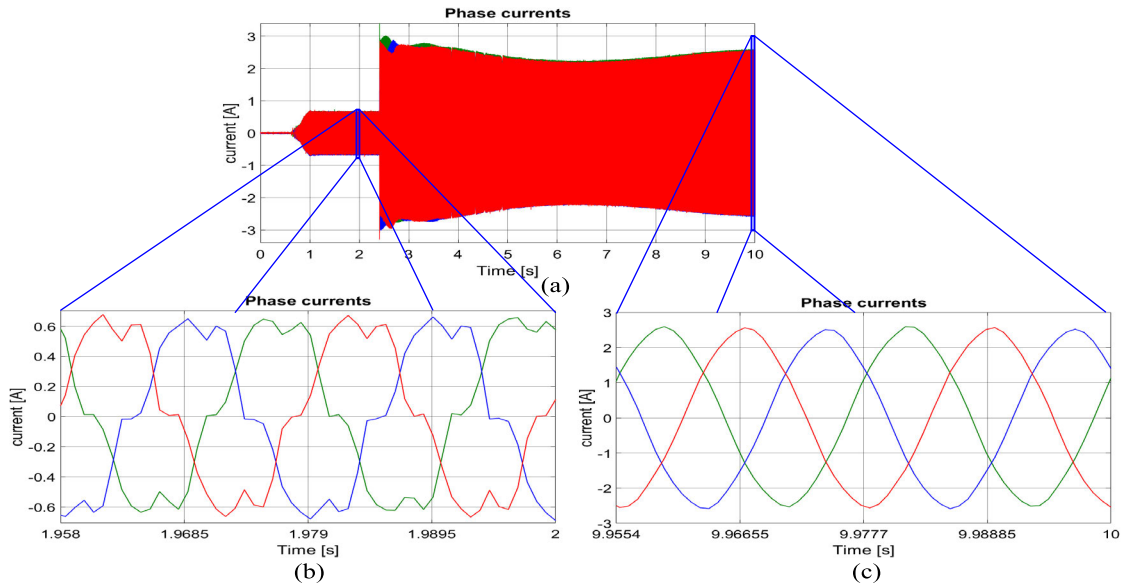 Phase currents
current [A]
3
2
1
0
-1
-2
-3
0 1 2 3 4 5 6 7 8 9 10
Time [s]
(a)
Phase currents
current [A]
0.6
0.4
0.2
0
-0.2
-0.4
-0.6
1.958 1.9685 1.979 1.9895 2
Time [s]
(b)
Phase currents
current [A]
3
2
1
0
-1
-2
-3
9.9554 9.96655 9.9777 9.98885 10
Time [s]
(c)